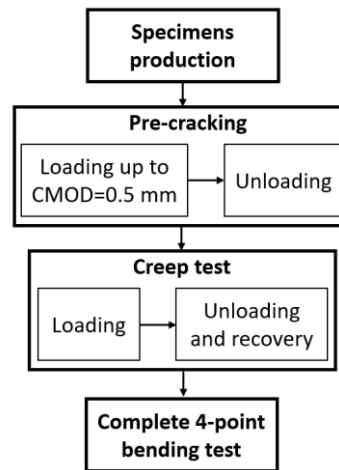 Specimens
production
Pre-cracking
Loading up to
CMOD=0.5 mm
Unloading
Creep test
Loading
Unloading
and recovery
Complete 4-point
bending test